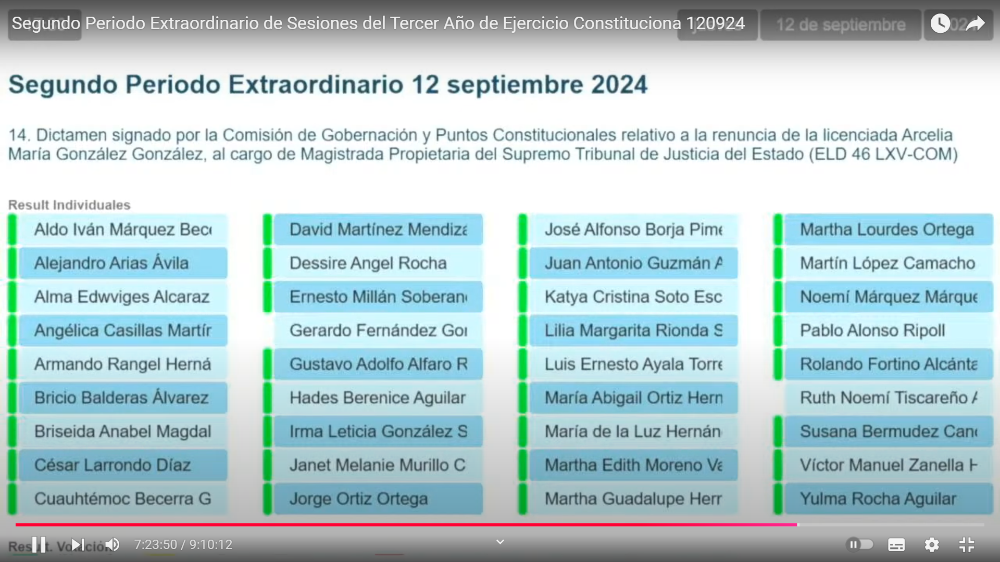 Segundo Periodo Extraordinario de Sesiones del Tercer Año de Ejercicio Constituciona 120924
12 de septiembre
Segundo Periodo Extraordinario 12 septiembre 2024
14. Dictamen signado por la Comisión de Gobernación y Puntos Constitucionales relativo a la renuncia de la licenciada Arcelia
María González González, al cargo de Magistrada Propietaria del Supremo Tribunal de Justicia del Estado (ELD 46 LXV-COM)
Result Individuales
Aldo Iván Márquez Bec
Alejandro Arias Ávila
Alma Edwviges Alcaraz
Angélica Casillas Martír
Armando Rangel Herná
Bricio Balderas Álvarez
Briseida Anabel Magdal
César Larrondo Díaz
Cuauhtémoc Becerra G
David Martínez Mendiz
Dessire Angel Rocha
Ernesto Millán Soberan
Gerardo Fernández Gor
Gustavo Adolfo Alfaro R
Hades Berenice Aguilar
Irma Leticia González S
Janet Melanie Murillo C
Jorge Ortiz Ortega
José Alfonso Borja Pim
Juan Antonio Guzmán A
Katya Cristina Soto Esc
Lilia Margarita Rionda S
Luis Ernesto Ayala Torre
María Abigail Ortiz Hern
María de la Luz Hernán
Martha Edith Moreno Va
Martha Guadalupe Herr
Martha Lourdes Ortega
Martín López Camacho
Noemí Márquez Márque
Pablo Alonso Ripoll
Rolando Fortino Alcánta
Ruth Noemí Tiscareño A
Susana Bermudez Can
Víctor Manuel Zanella H
Yulma Rocha Aguilar
Result. Votación
7:23:50 / 9:10:12